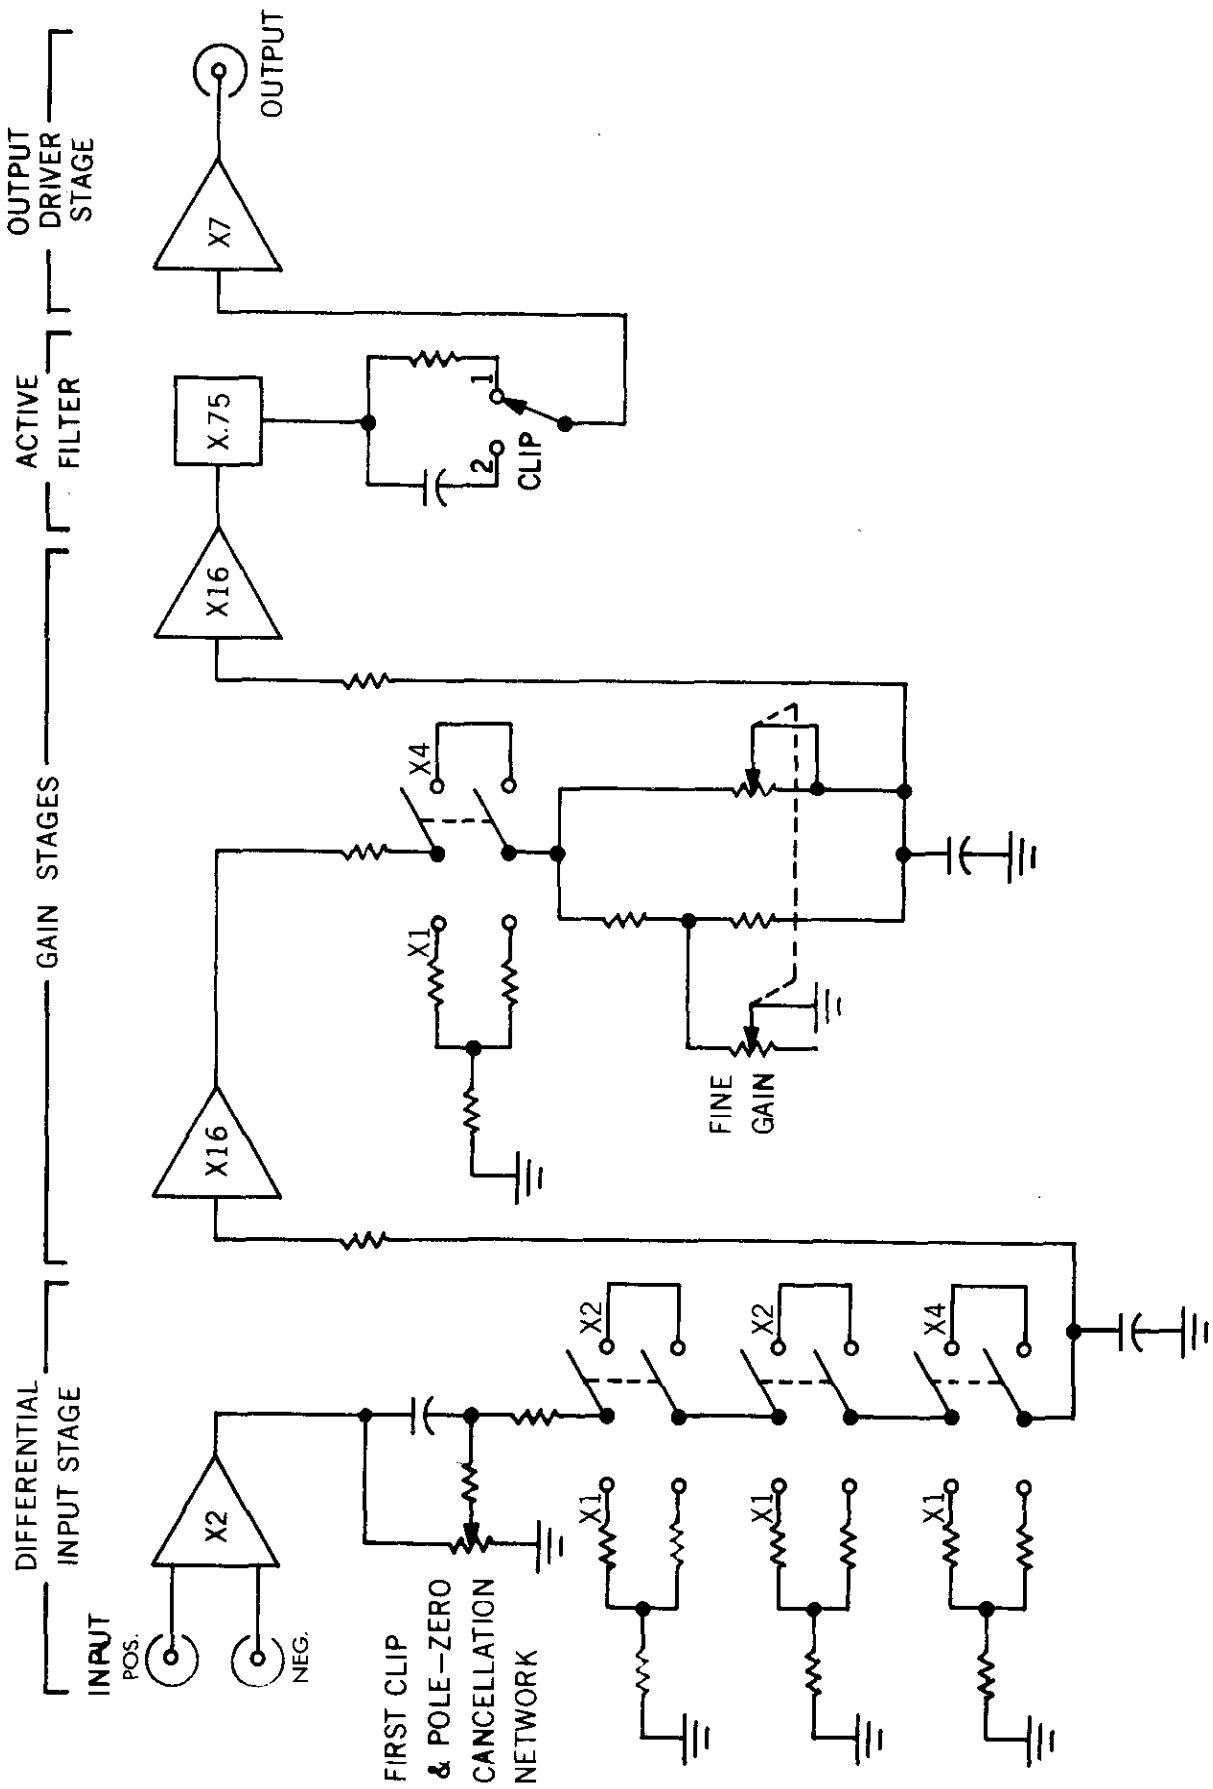 DIFFERENTIAL
INPUT STAGE
GAIN STAGES
ACTIVE
FILTER
OUTPUT
DRIVER
STAGE
INPUT
POS.
NEG.
X2
X16
X16
X.75
X7
OUTPUT
FIRST CLIP
& POLE-ZERO
CANCELLATION
NETWORK
X1
X2
X1
X2
X1
X4
X1
X4
FINE
GAIN
2
1
CLIP